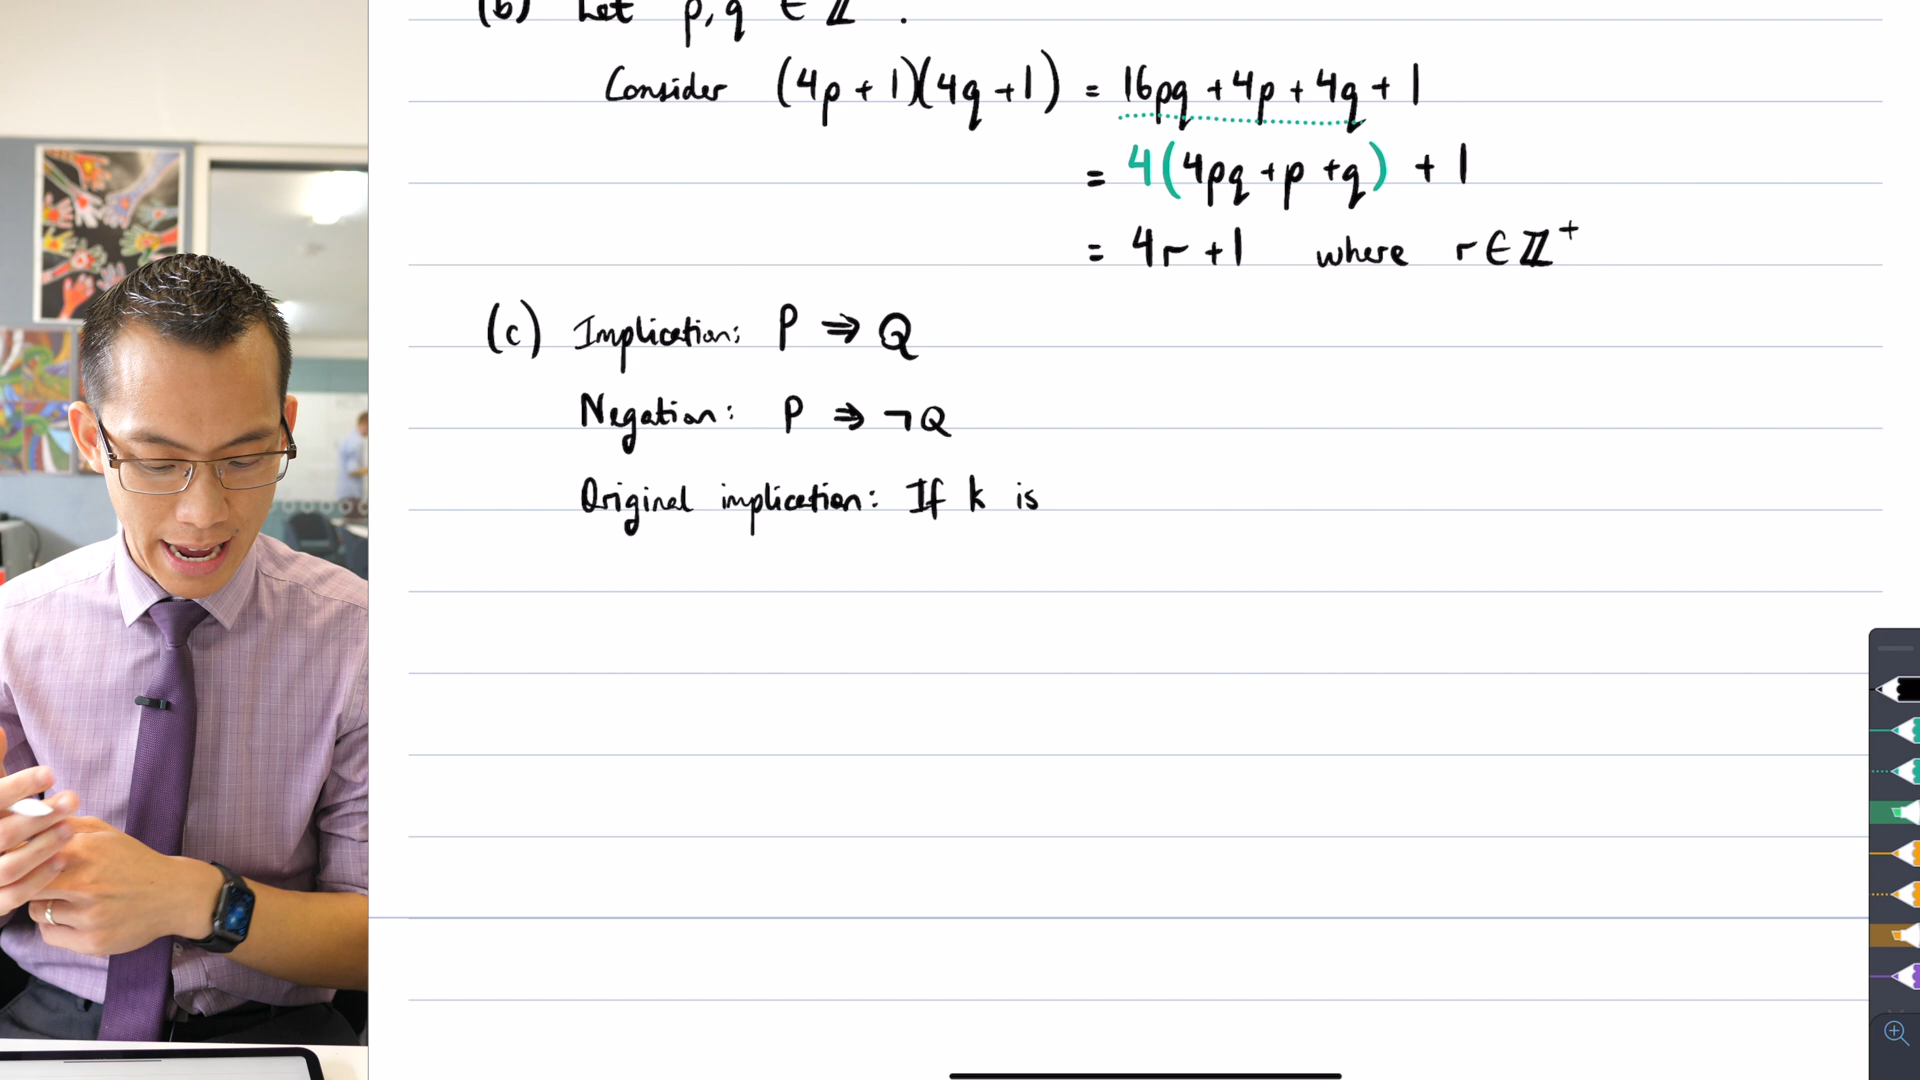 (b) Let p, q ∈ ℤ .
Consider (4p + 1)(4q + 1) = 16pq + 4p + 4q + 1
= 4(4pq + p + q) + 1
= 4r + 1 where r ∈ ℤ⁺
(c) Implication: P ⇒ Q
Negation: P ⇒ ¬Q
Original implication: If k is